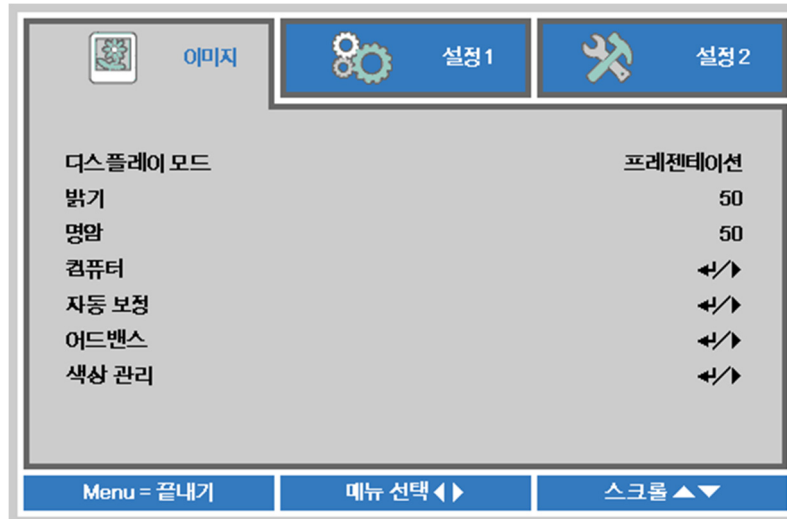 이미지 설정1 설정2
디스플레이 모드 프레젠테이션
밝기 50
명암 50
컴퓨터 ↵/▶
자동 보정 ↵/▶
어드밴스 ↵/▶
색상 관리 ↵/▶
Menu = 끝내기 메뉴 선택 ◀ ▶ 스크롤 ▲▼